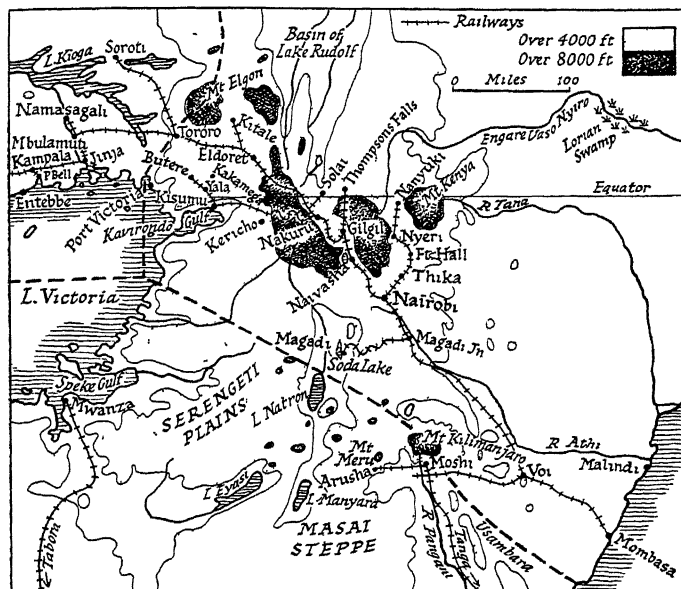 Railways
Over 4000 ft
Over 8000 ft
0 Miles 100
Basin of
Lake Rudolf
L. Kioga
Soroti
Mt Elgon
Namasagali
Tororo
Kitale
Thompsons Falls
Engare Uaso Nyiro
Lorian
Swamp
Mbulamuti
Kampala
Jinja
Eldoret
Solai
Nanyuki
Mt Kenya
P Bell
Butere
Kakamega
Yala
Equator
Entebbe
Port Victoria
Kisumu
R Tana
Kavirondo Gulf
Kericho
Nakuru
Gilgil
Nyeri
Ft Hall
Naivasha
Thika
L. Victoria
Nairobi
Magadi
Magadi Jn
Soda Lake
Speke Gulf
Mwanza
SERENGETI
PLAINS
L Natron
Mt Kilimanjaro
R Athi
Mt
Meru
Moshi
Voi
Malindi
Arusha
L Eyasi
L. Manyara
MASAI
STEPPE
R Pangani
Tanga
Usambara
Mombasa
Tabora